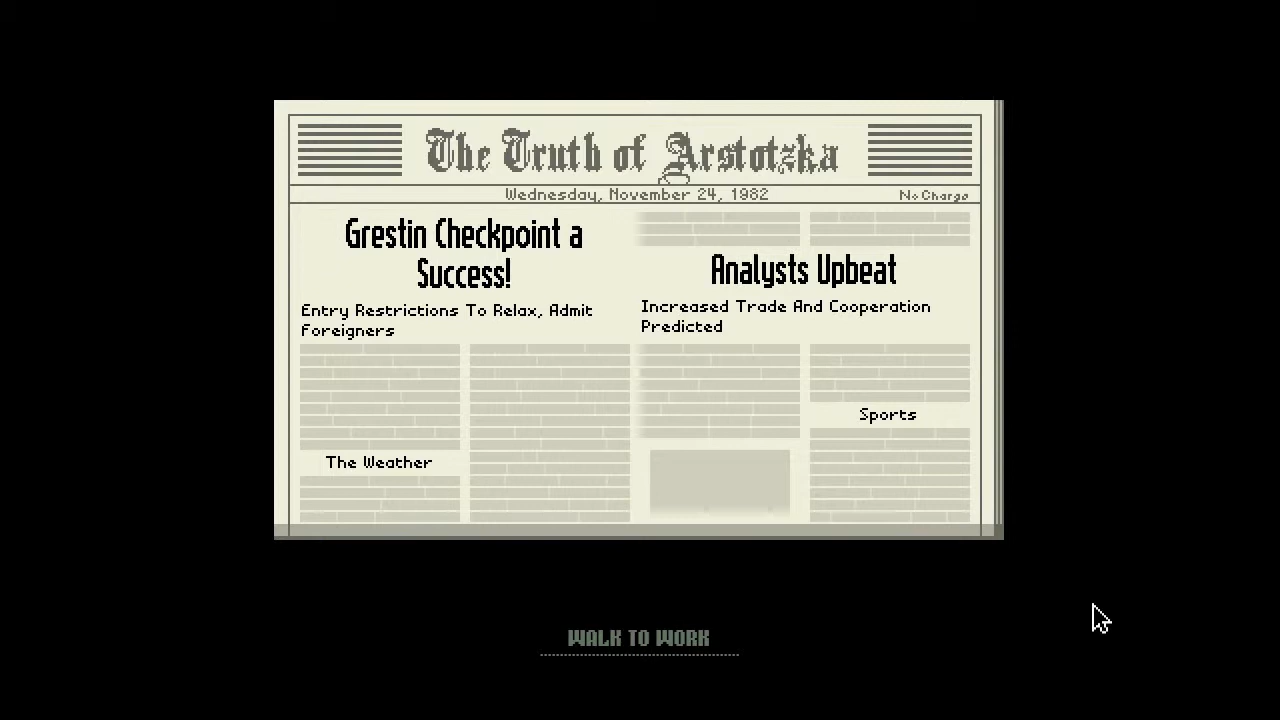 The Truth of Arstotzka
Wednesday, November 24, 1982
No Charge
Grestin Checkpoint a
Success!
Entry Restrictions To Relax, Admit
Foreigners
The Weather
Analysts Upbeat
Increased Trade And Cooperation
Predicted
Sports
WALK TO WORK